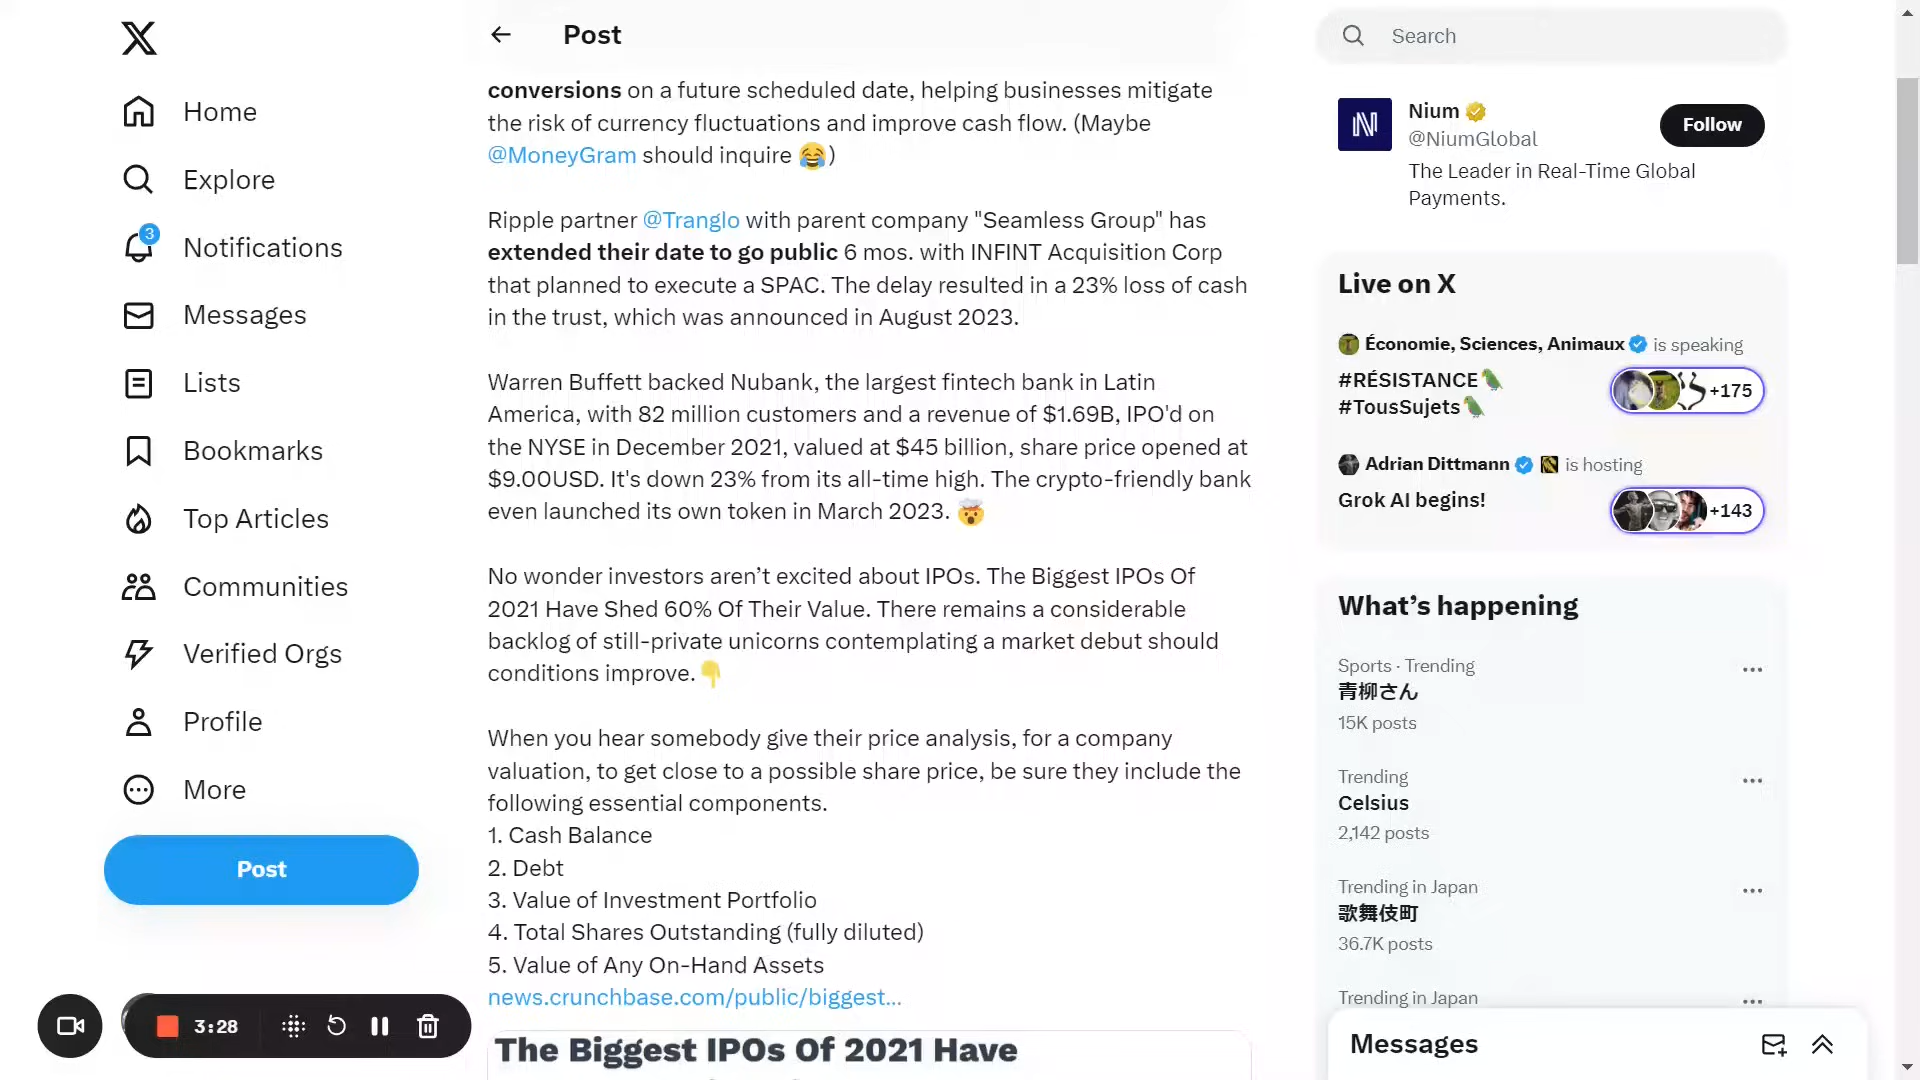 Home
Explore
3
Notifications
Messages
Lists
Bookmarks
Top Articles
Communities
Verified Orgs
Profile
More
Post
3:28
Post
conversions on a future scheduled date, helping businesses mitigate
the risk of currency fluctuations and improve cash flow. (Maybe
@MoneyGram should inquire 😂)
Ripple partner @Tranglo with parent company "Seamless Group" has
extended their date to go public 6 mos. with INFINT Acquisition Corp
that planned to execute a SPAC. The delay resulted in a 23% loss of cash
in the trust, which was announced in August 2023.
Warren Buffett backed Nubank, the largest fintech bank in Latin
America, with 82 million customers and a revenue of $1.69B, IPO'd on
the NYSE in December 2021, valued at $45 billion, share price opened at
$9.00USD. It's down 23% from its all-time high. The crypto-friendly bank
even launched its own token in March 2023. 🤯
No wonder investors aren’t excited about IPOs. The Biggest IPOs Of
2021 Have Shed 60% Of Their Value. There remains a considerable
backlog of still-private unicorns contemplating a market debut should
conditions improve.👇
When you hear somebody give their price analysis, for a company
valuation, to get close to a possible share price, be sure they include the
following essential components.
1. Cash Balance
2. Debt
3. Value of Investment Portfolio
4. Total Shares Outstanding (fully diluted)
5. Value of Any On-Hand Assets
news.crunchbase.com/public/biggest...
The Biggest IPOs Of 2021 Have
Search
Nium
@NiumGlobal
Follow
The Leader in Real-Time Global
Payments.
Live on X
Économie, Sciences, Animaux is speaking
#RÉSISTANCE🦜
#TousSujets🦜
+175
Adrian Dittmann is hosting
Grok AI begins!
+143
What’s happening
Sports · Trending
青柳さん
15K posts
Trending
Celsius
2,142 posts
Trending in Japan
歌舞伎町
36.7K posts
Trending in Japan
Messages